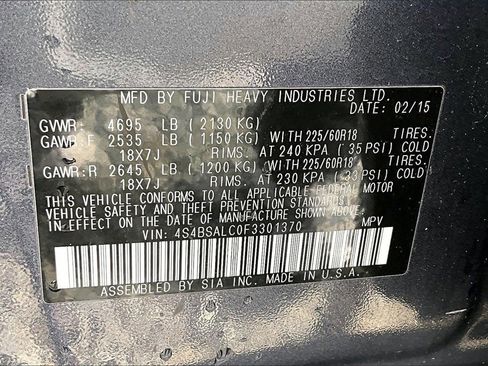 MFD BY FUJI HEAVY INDUSTRIES LTD.
DATE: 02/15
GVWR: 4695 LB (2130 KG)
GAWR:F 2535 LB (1150 KG) WITH 225/60R18 TIRES.
18X7J RIMS. AT 240 KPA (35 PSI) COLD
GAWR:R 2645 LB (1200 KG) WITH 225/60R18 TIRES.
18X7J RIMS. AT 230 KPA (33 PSI) COLD
THIS VEHICLE CONFORMS TO ALL APPLICABLE FEDERAL MOTOR
VEHICLE SAFETY AND THEFT PREVENTION STANDARDS IN EFFECT
ON THE DATE OF MANUFACTURE SHOWN ABOVE.
VIN: 4S4BSALC0F3301370 MPV
ASSEMBLED BY SIA INC. MADE IN U.S.A.